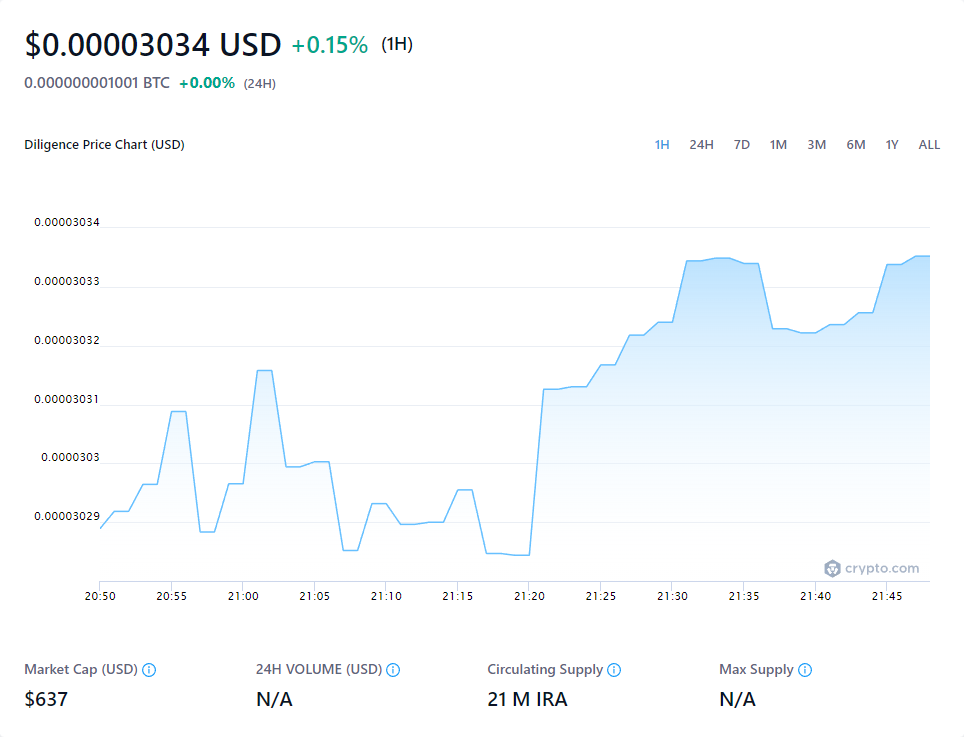 $0.00003034 USD +0.15% (1H)
0.000000001001 BTC +0.00% (24H)
Diligence Price Chart (USD) 1H 24H 7D 1M 3M 6M 1Y ALL
0.00003034
0.00003033
0.00003032
0.00003031
0.0000303
0.00003029
crypto.com
20:50 20:55 21:00 21:05 21:10 21:15 21:20 21:25 21:30 21:35 21:40 21:45
Market Cap (USD) 24H VOLUME (USD) Circulating Supply Max Supply
$637 N/A 21 M IRA N/A